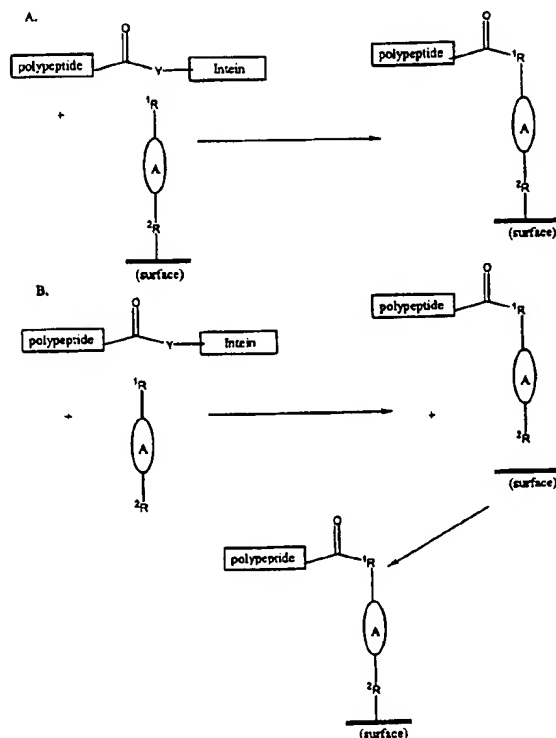 A.
O
polypeptide
Y
Intein
+
¹R
A
²R
(surface)
O
polypeptide
¹R
A
²R
(surface)
B.
O
polypeptide
Y
Intein
+
¹R
A
²R
O
polypeptide
¹R
+
A
²R
(surface)
O
polypeptide
¹R
A
²R
(surface)